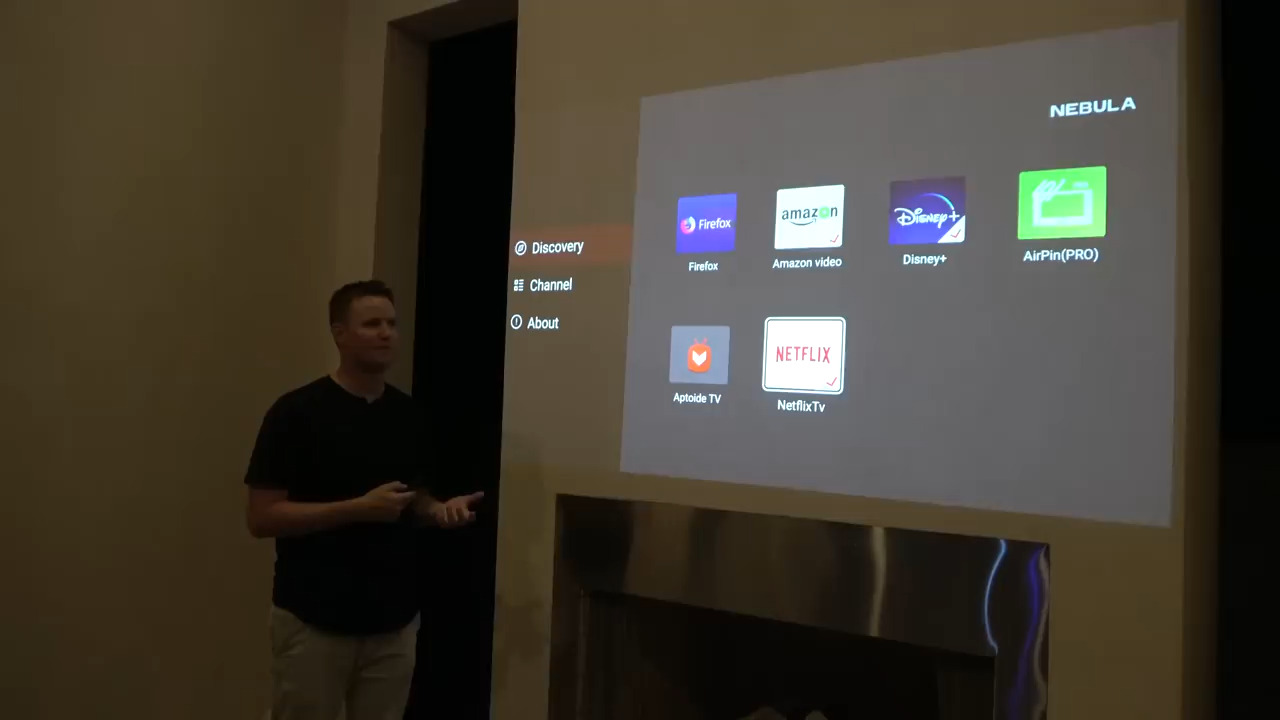 NEBULA
Discovery
Channel
About
Firefox
Firefox
amazon
Amazon video
Disney+
Disney+
AirPin(PRO)
Aptoide TV
NETFLIX
NetflixTv